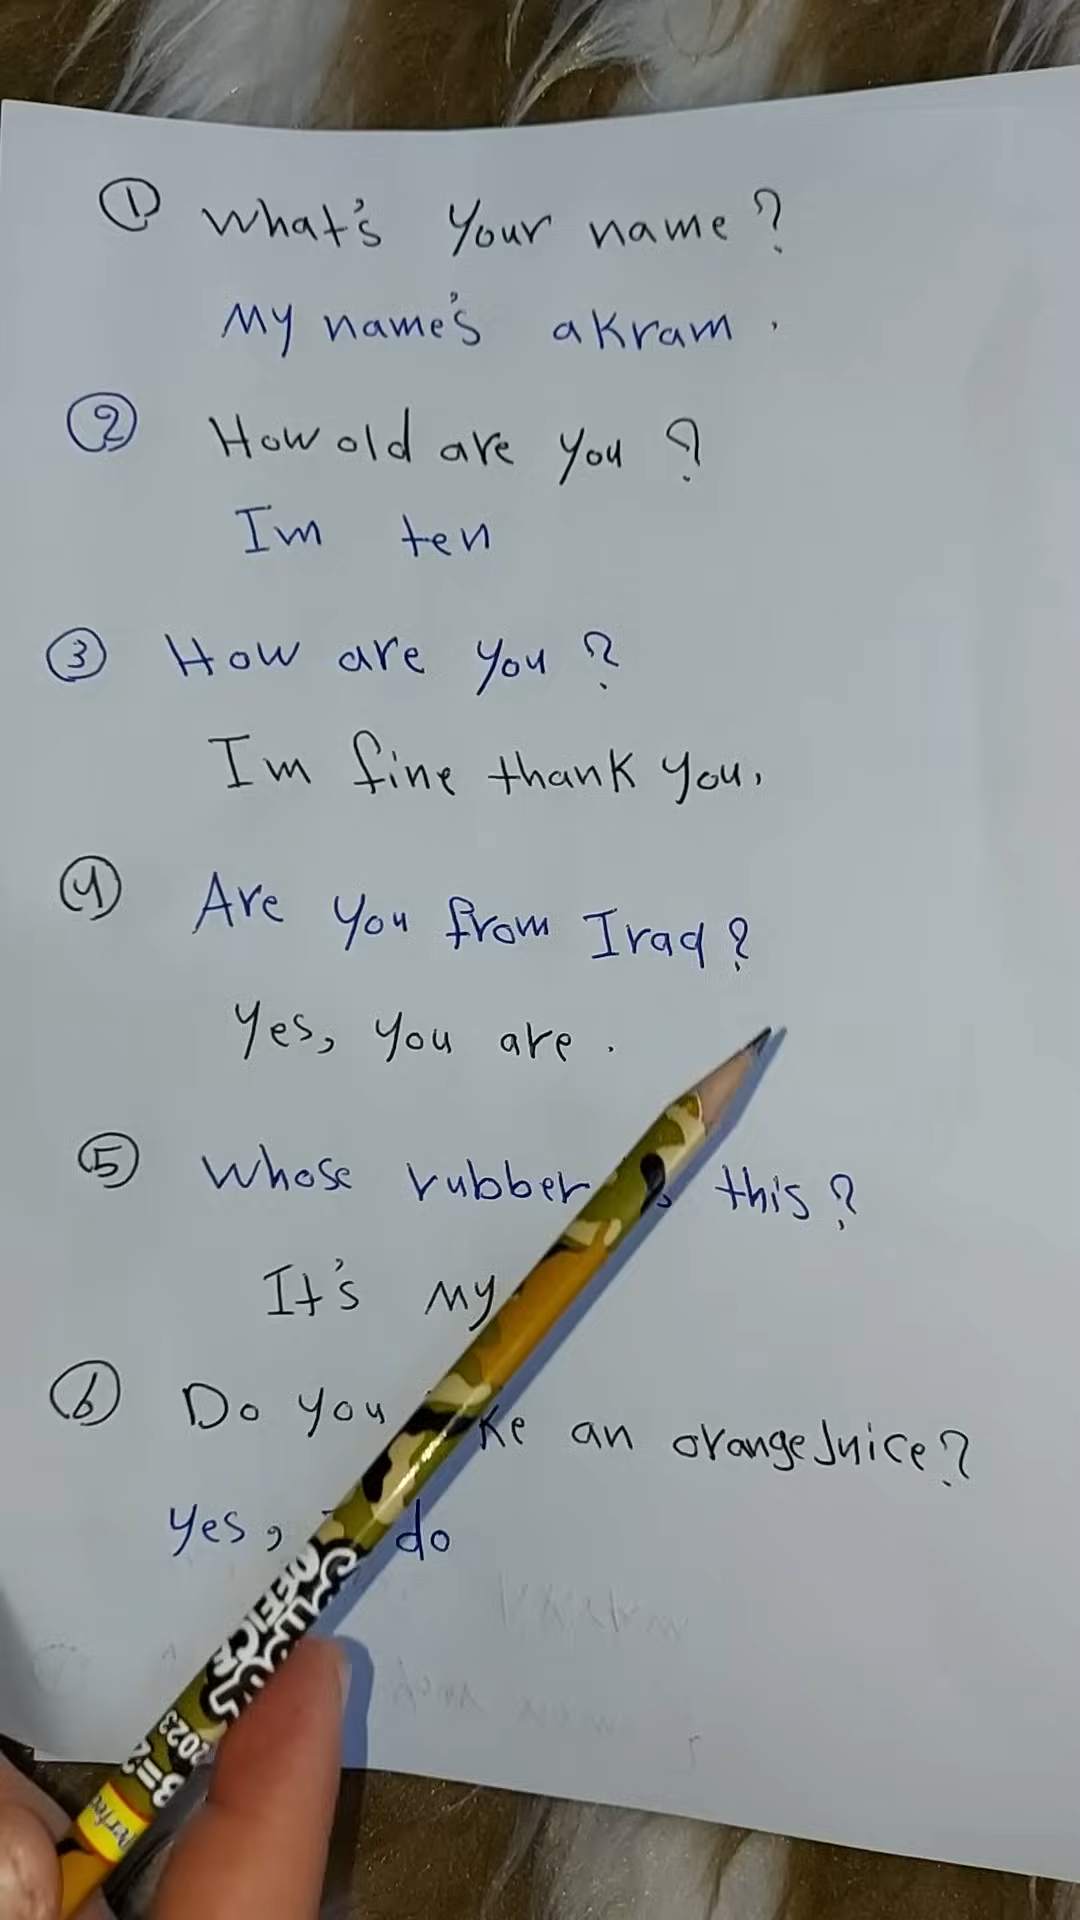 ① What's your name?
My name's akram.
② How old are you?
Im ten
③ How are you?
Im fine thank you.
④ Are you from Iraq?
Yes, you are.
⑤ Whose rubber this?
It's my
⑥ Do you an orange Juice?
Yes, do
OFFICE
2023